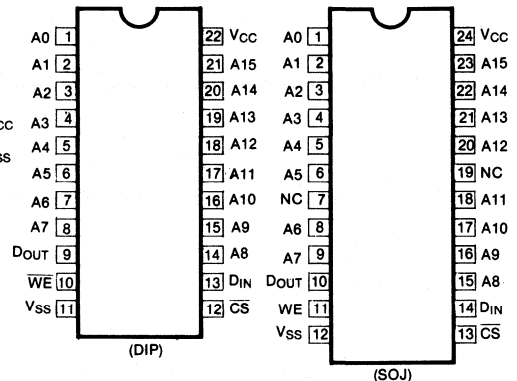 A0 1 22 VCC
A1 2 21 A15
A2 3 20 A14
A3 4 19 A13
A4 5 18 A12
A5 6 17 A11
A6 7 16 A10
A7 8 15 A9
DOUT 9 14 A8
W̅E̅ 10 13 DIN
VSS 11 12 C̅S̅
(DIP)
CC
SS
A0 1 24 VCC
A1 2 23 A15
A2 3 22 A14
A3 4 21 A13
A4 5 20 A12
A5 6 19 NC
NC 7 18 A11
A6 8 17 A10
A7 9 16 A9
DOUT 10 15 A8
WE 11 14 DIN
VSS 12 13 C̅S̅
(SOJ)